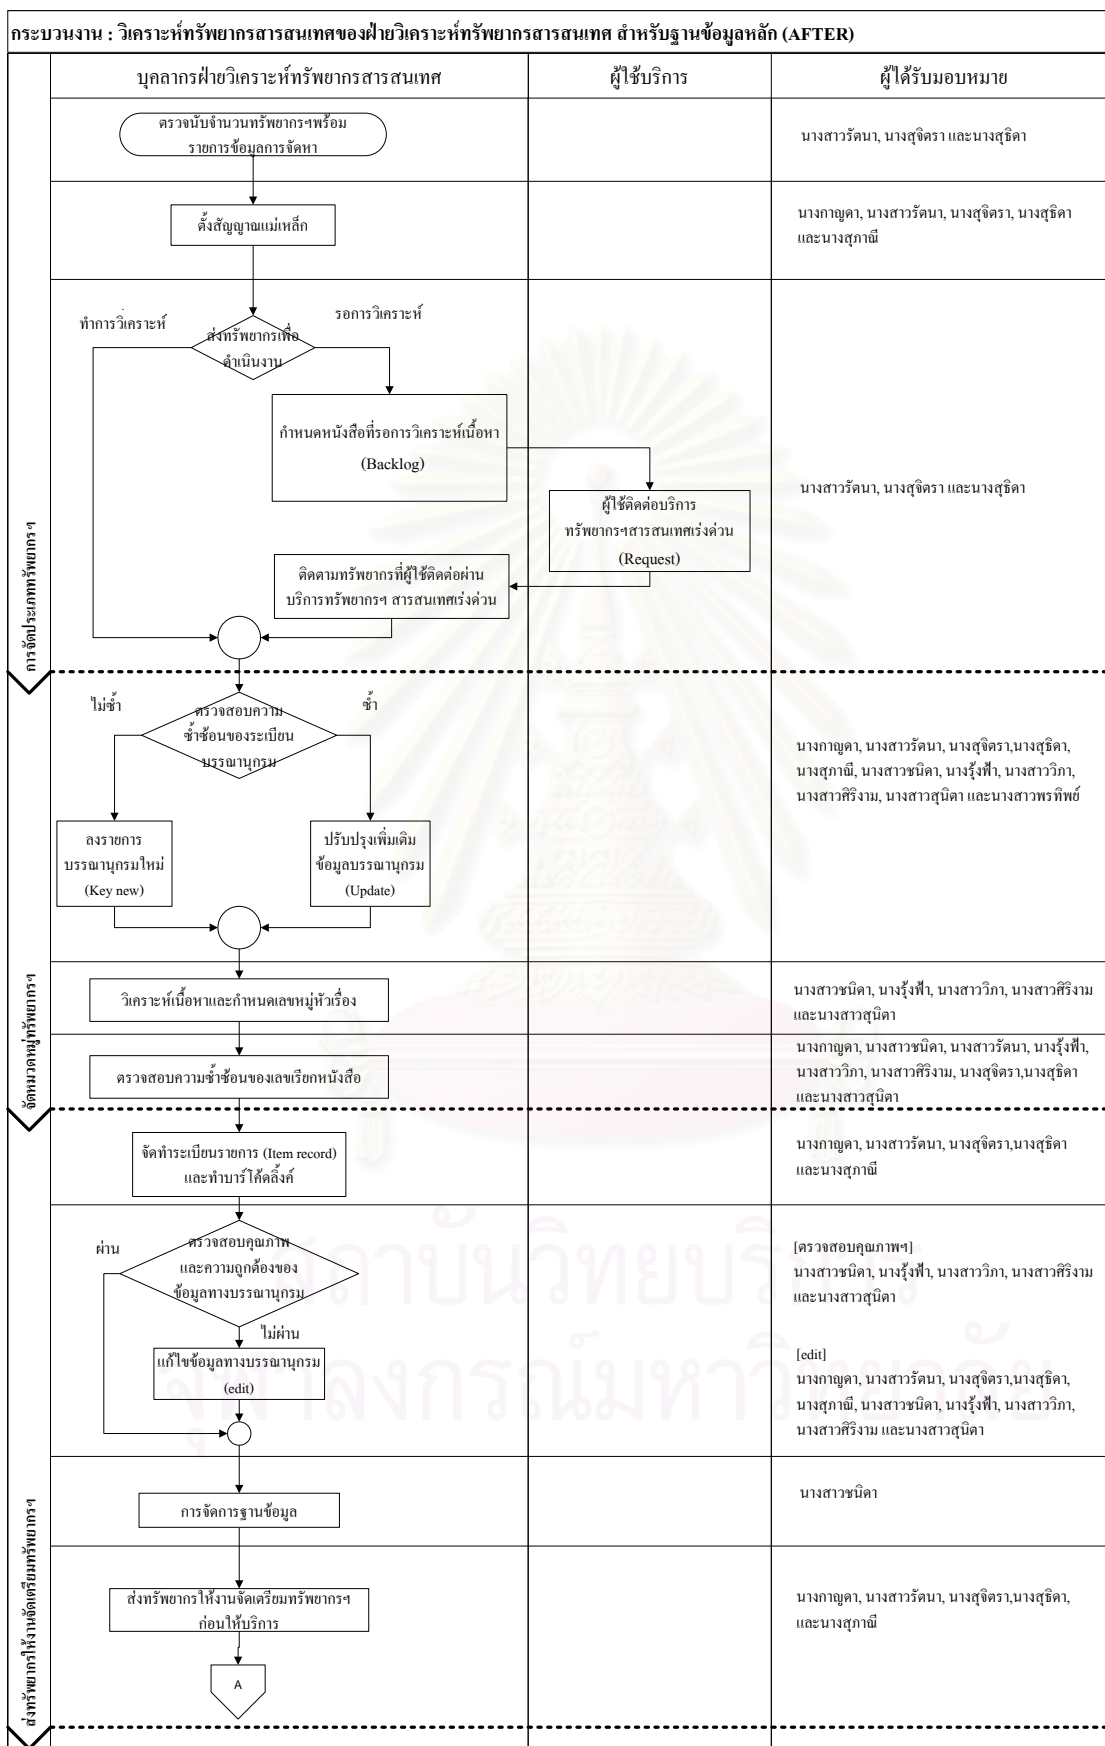 กระบวนงาน : วิเคราะห์ทรัพยากรสารสนเทศของฝ่ายวิเคราะห์ทรัพยากรสารสนเทศ สำหรับฐานข้อมูลหลัก (AFTER)
บุคลากรฝ่ายวิเคราะห์ทรัพยากรสารสนเทศ
ผู้ใช้บริการ
ผู้ได้รับมอบหมาย
การจัดประเภททรัพยากรฯ
ตรวจนับจำนวนทรัพยากรฯพร้อม
รายการข้อมูลการจัดหา
นางสาวรัตนา, นางสุจิตรา และนางสุธิดา
ตั้งสัญญาณแม่เหล็ก
นางกาญดา, นางสาวรัตนา, นางสุจิตรา, นางสุธิดา
และนางสุภาณี
ทำการวิเคราะห์
รอการวิเคราะห์
ส่งทรัพยากรเพื่อ
ดำเนินงาน
กำหนดหนังสือที่รอการวิเคราะห์เนื้อหา
(Backlog)
ผู้ใช้ติดต่อบริการ
ทรัพยากรฯสารสนเทศเร่งด่วน
(Request)
นางสาวรัตนา, นางสุจิตรา และนางสุธิดา
ติดตามทรัพยากรที่ผู้ใช้ติดต่อผ่าน
บริการทรัพยากรฯ สารสนเทศเร่งด่วน
จัดหมวดหมู่ทรัพยากรฯ
ไม่ซ้ำ
ซ้ำ
ตรวจสอบความ
ซ้ำซ้อนของระเบียน
บรรณานุกรม
นางกาญดา, นางสาวรัตนา, นางสุจิตรา,นางสุธิดา,
นางสุภาณี, นางสาวชนิดา, นางรุ้งฟ้า, นางสาววิภา,
นางสาวศิริงาม, นางสาวสุนิตา และนางสาวพรทิพย์
ลงรายการ
บรรณานุกรมใหม่
(Key new)
ปรับปรุงเพิ่มเติม
ข้อมูลบรรณานุกรม
(Update)
วิเคราะห์เนื้อหาและกำหนดเลขหมู่หัวเรื่อง
นางสาวชนิดา, นางรุ้งฟ้า, นางสาววิภา, นางสาวศิริงาม
และนางสาวสุนิตา
ตรวจสอบความซ้ำซ้อนของเลขเรียกหนังสือ
นางกาญดา, นางสาวชนิดา, นางสาวรัตนา, นางรุ้งฟ้า,
นางสาววิภา, นางสาวศิริงาม, นางสุจิตรา,นางสุธิดา
และนางสาวสุนิตา
ส่งทรัพยากรให้งานจัดเตรียมทรัพยากรฯ
จัดทำระเบียนรายการ (Item record)
และทำบาร์โค้ดลิ้งค์
นางกาญดา, นางสาวรัตนา, นางสุจิตรา,นางสุธิดา
และนางสุภาณี
ผ่าน
ตรวจสอบคุณภาพ
และความถูกต้องของ
ข้อมูลทางบรรณานุกรม
ไม่ผ่าน
[ตรวจสอบคุณภาพฯ]
นางสาวชนิดา, นางรุ้งฟ้า, นางสาววิภา, นางสาวศิริงาม
และนางสาวสุนิตา
แก้ไขข้อมูลทางบรรณานุกรม
(edit)
[edit]
นางกาญดา, นางสาวรัตนา, นางสุจิตรา,นางสุธิดา,
นางสุภาณี, นางสาวชนิดา, นางรุ้งฟ้า, นางสาววิภา,
นางสาวศิริงาม และนางสาวสุนิตา
การจัดการฐานข้อมูล
นางสาวชนิดา
ส่งทรัพยากรให้งานจัดเตรียมทรัพยากรฯ
ก่อนให้บริการ
นางกาญดา, นางสาวรัตนา, นางสุจิตรา,นางสุธิดา,
และนางสุภาณี
A
สถาบันวิทยบริการ
จุฬาลงกรณ์มหาวิทยาลัย